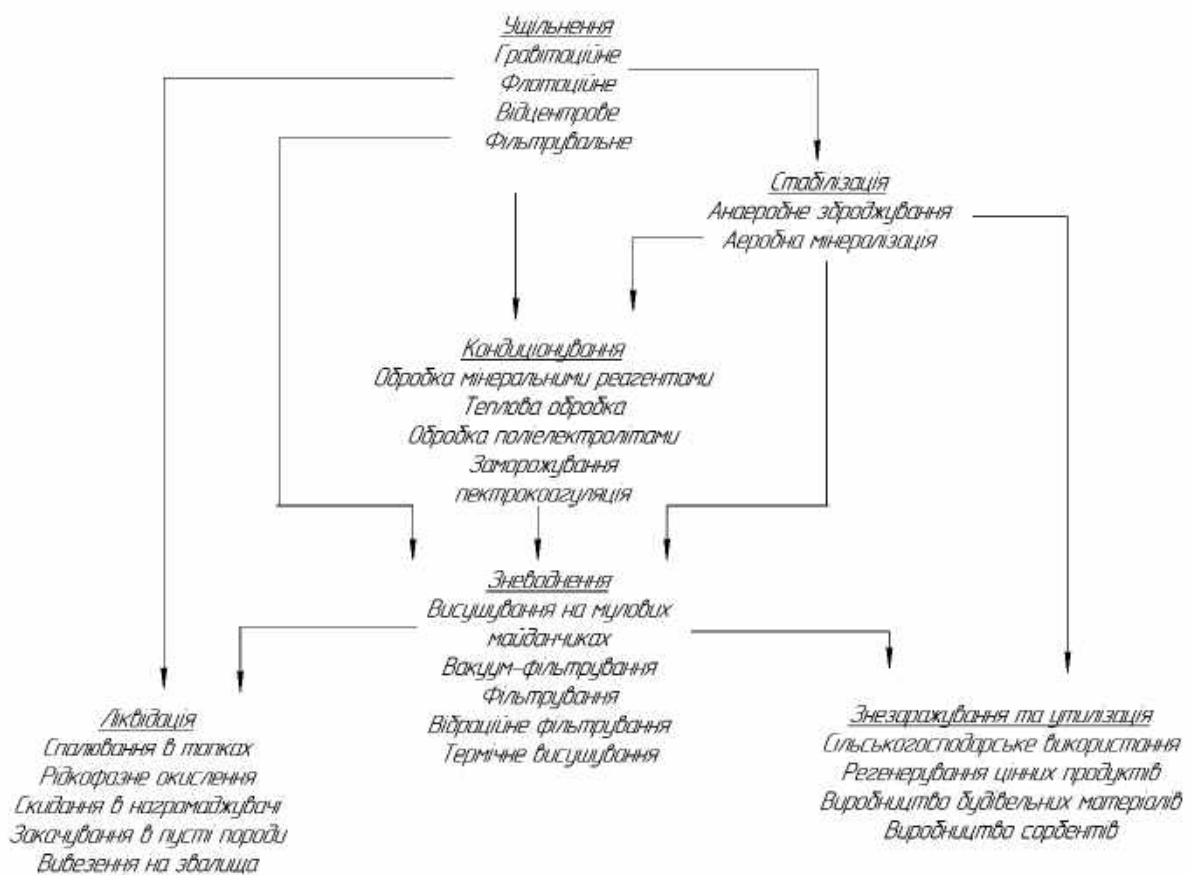 Ущільнення
Гравітаційне
Флотаційне
Відцентрове
Фільтрувальне
Стабілізація
Анаеробне зброджування
Аеробна мінералізація
Кондиціонування
Обробка мінеральними реагентами
Теплова обробка
Обробка поліелектролітами
Заморожування
пектрокоагуляція
Зневоднення
Висушування на мулових
майданчиках
Вакуум-фільтрування
Фільтрування
Вібраційне фільтрування
Термічне висушування
Ліквідація
Спалювання в топках
Рідкофазне окислення
Скидання в нагромаджувачі
Закачування в пусті породи
Вивезення на звалища
Знезаражування та утилізація
Сільськогосподарське використання
Регенерування цінних продуктів
Виробництво будівельних матеріалів
Виробництво сорбентів